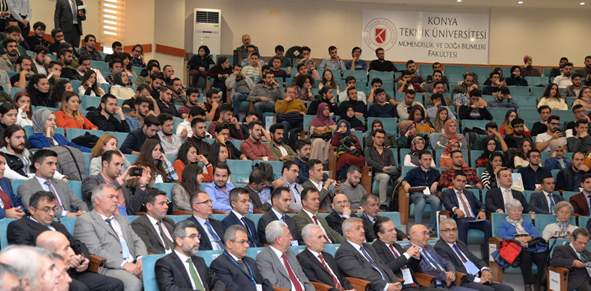 KONYA
TEKNİK ÜNİVERSİTESİ
MÜHENDİSLİK VE DOĞA BİLİMLERİ
FAKÜLTESİ